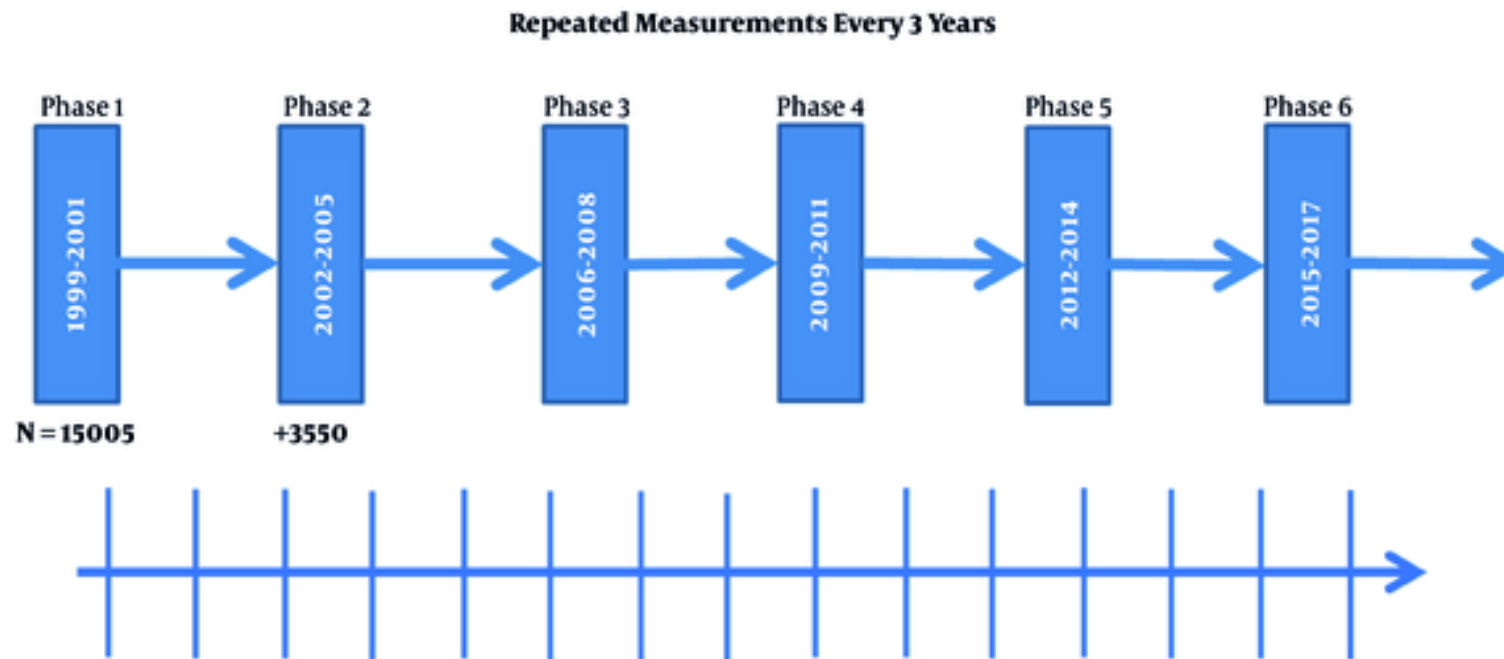 Repeated Measurements Every 3 Years
Phase 1
Phase 2
Phase 3
Phase 4
Phase 5
Phase 6
1999-2001
2002-2005
2006-2008
2009-2011
2012-2014
2015-2017
N = 15005
+3550